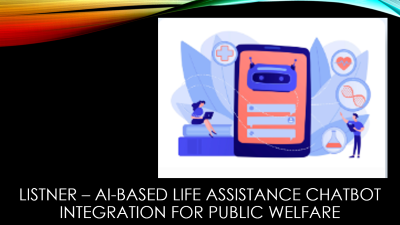 LISTNER – AI-BASED LIFE ASSISTANCE CHATBOT
INTEGRATION FOR PUBLIC WELFARE